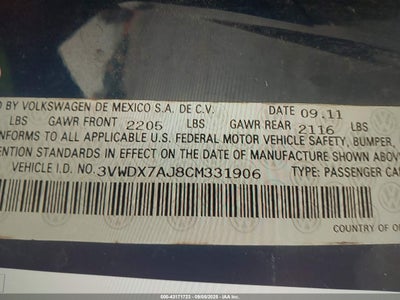 D BY VOLKSWAGEN DE MEXICO S.A. DE C.V. DATE 09.11
LBS GAWR FRONT 2205 LBS GAWR REAR 2116 LBS
NFORMS TO ALL APPLICABLE U.S. FEDERAL MOTOR VEHICLE SAFETY, BUMPER,
ENTION STANDARDS IN EFFECT ON THE DATE OF MANUFACTURE SHOWN ABOVE
VEHICLE I.D. NO. 3VWDX7AJ8CM331906 TYPE: PASSENGER CA
COUNTRY OF O